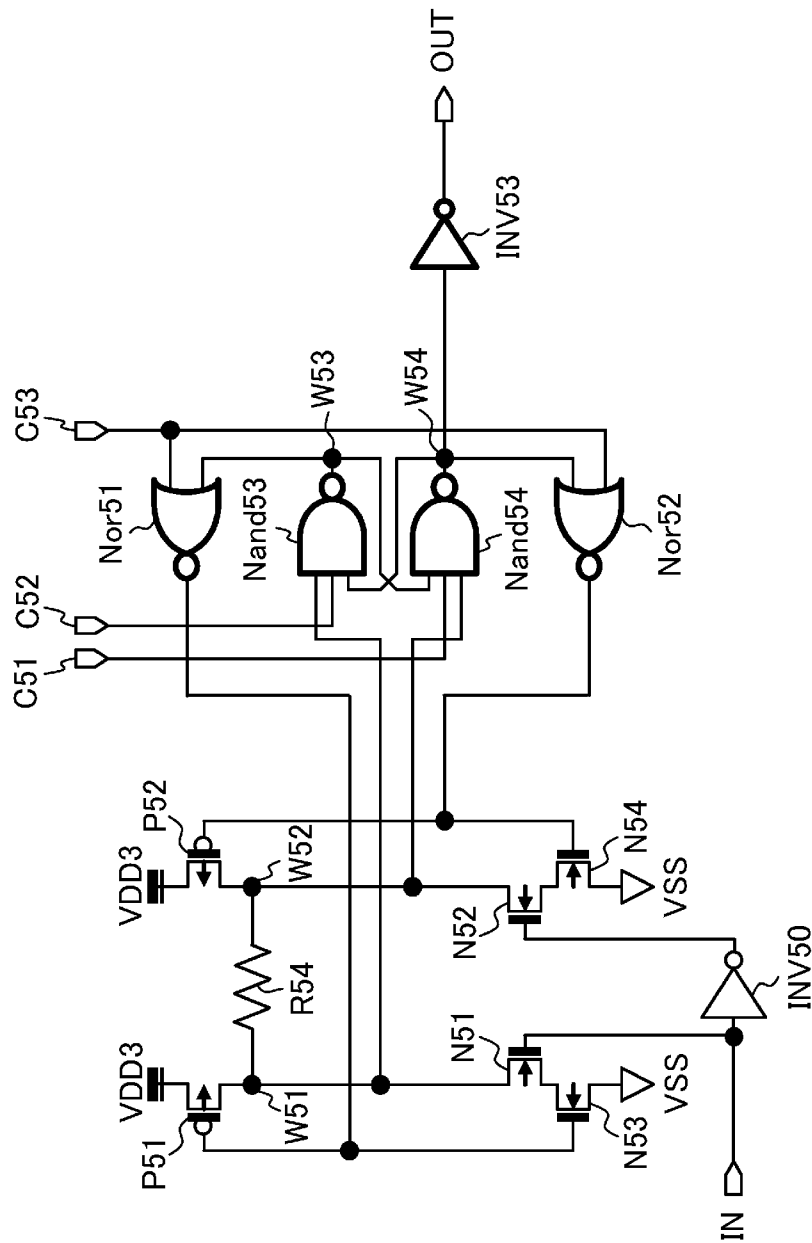 IN
INV50
P51
VDD3
W51
R54
N51
N53
VSS
P52
VDD3
W52
N52
N54
VSS
C51
C52
C53
Nor51
Nand53
W53
Nand54
W54
Nor52
INV53
OUT